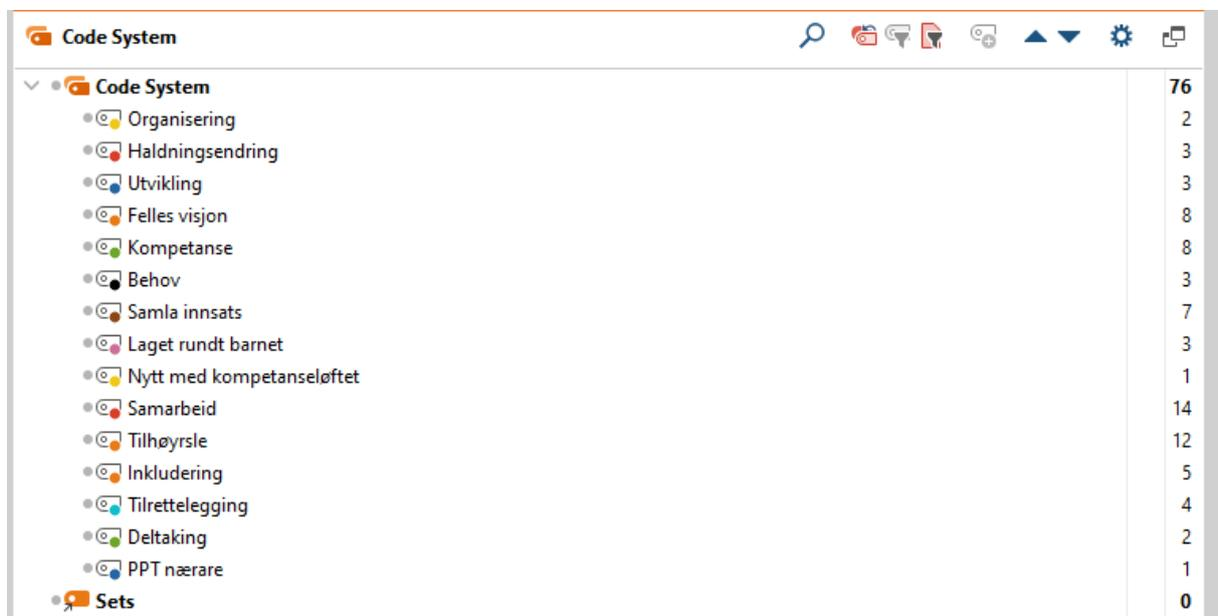 Code System
Code System 76
Organisering 2
Haldningsendring 3
Utvikling 3
Felles visjon 8
Kompetanse 8
Behov 3
Samla innsats 7
Laget rundt barnet 3
Nytt med kompetanseløftet 1
Samarbeid 14
Tilhøyrsle 12
Inkludering 5
Tilrettelegging 4
Deltaking 2
PPT nærare 1
Sets 0